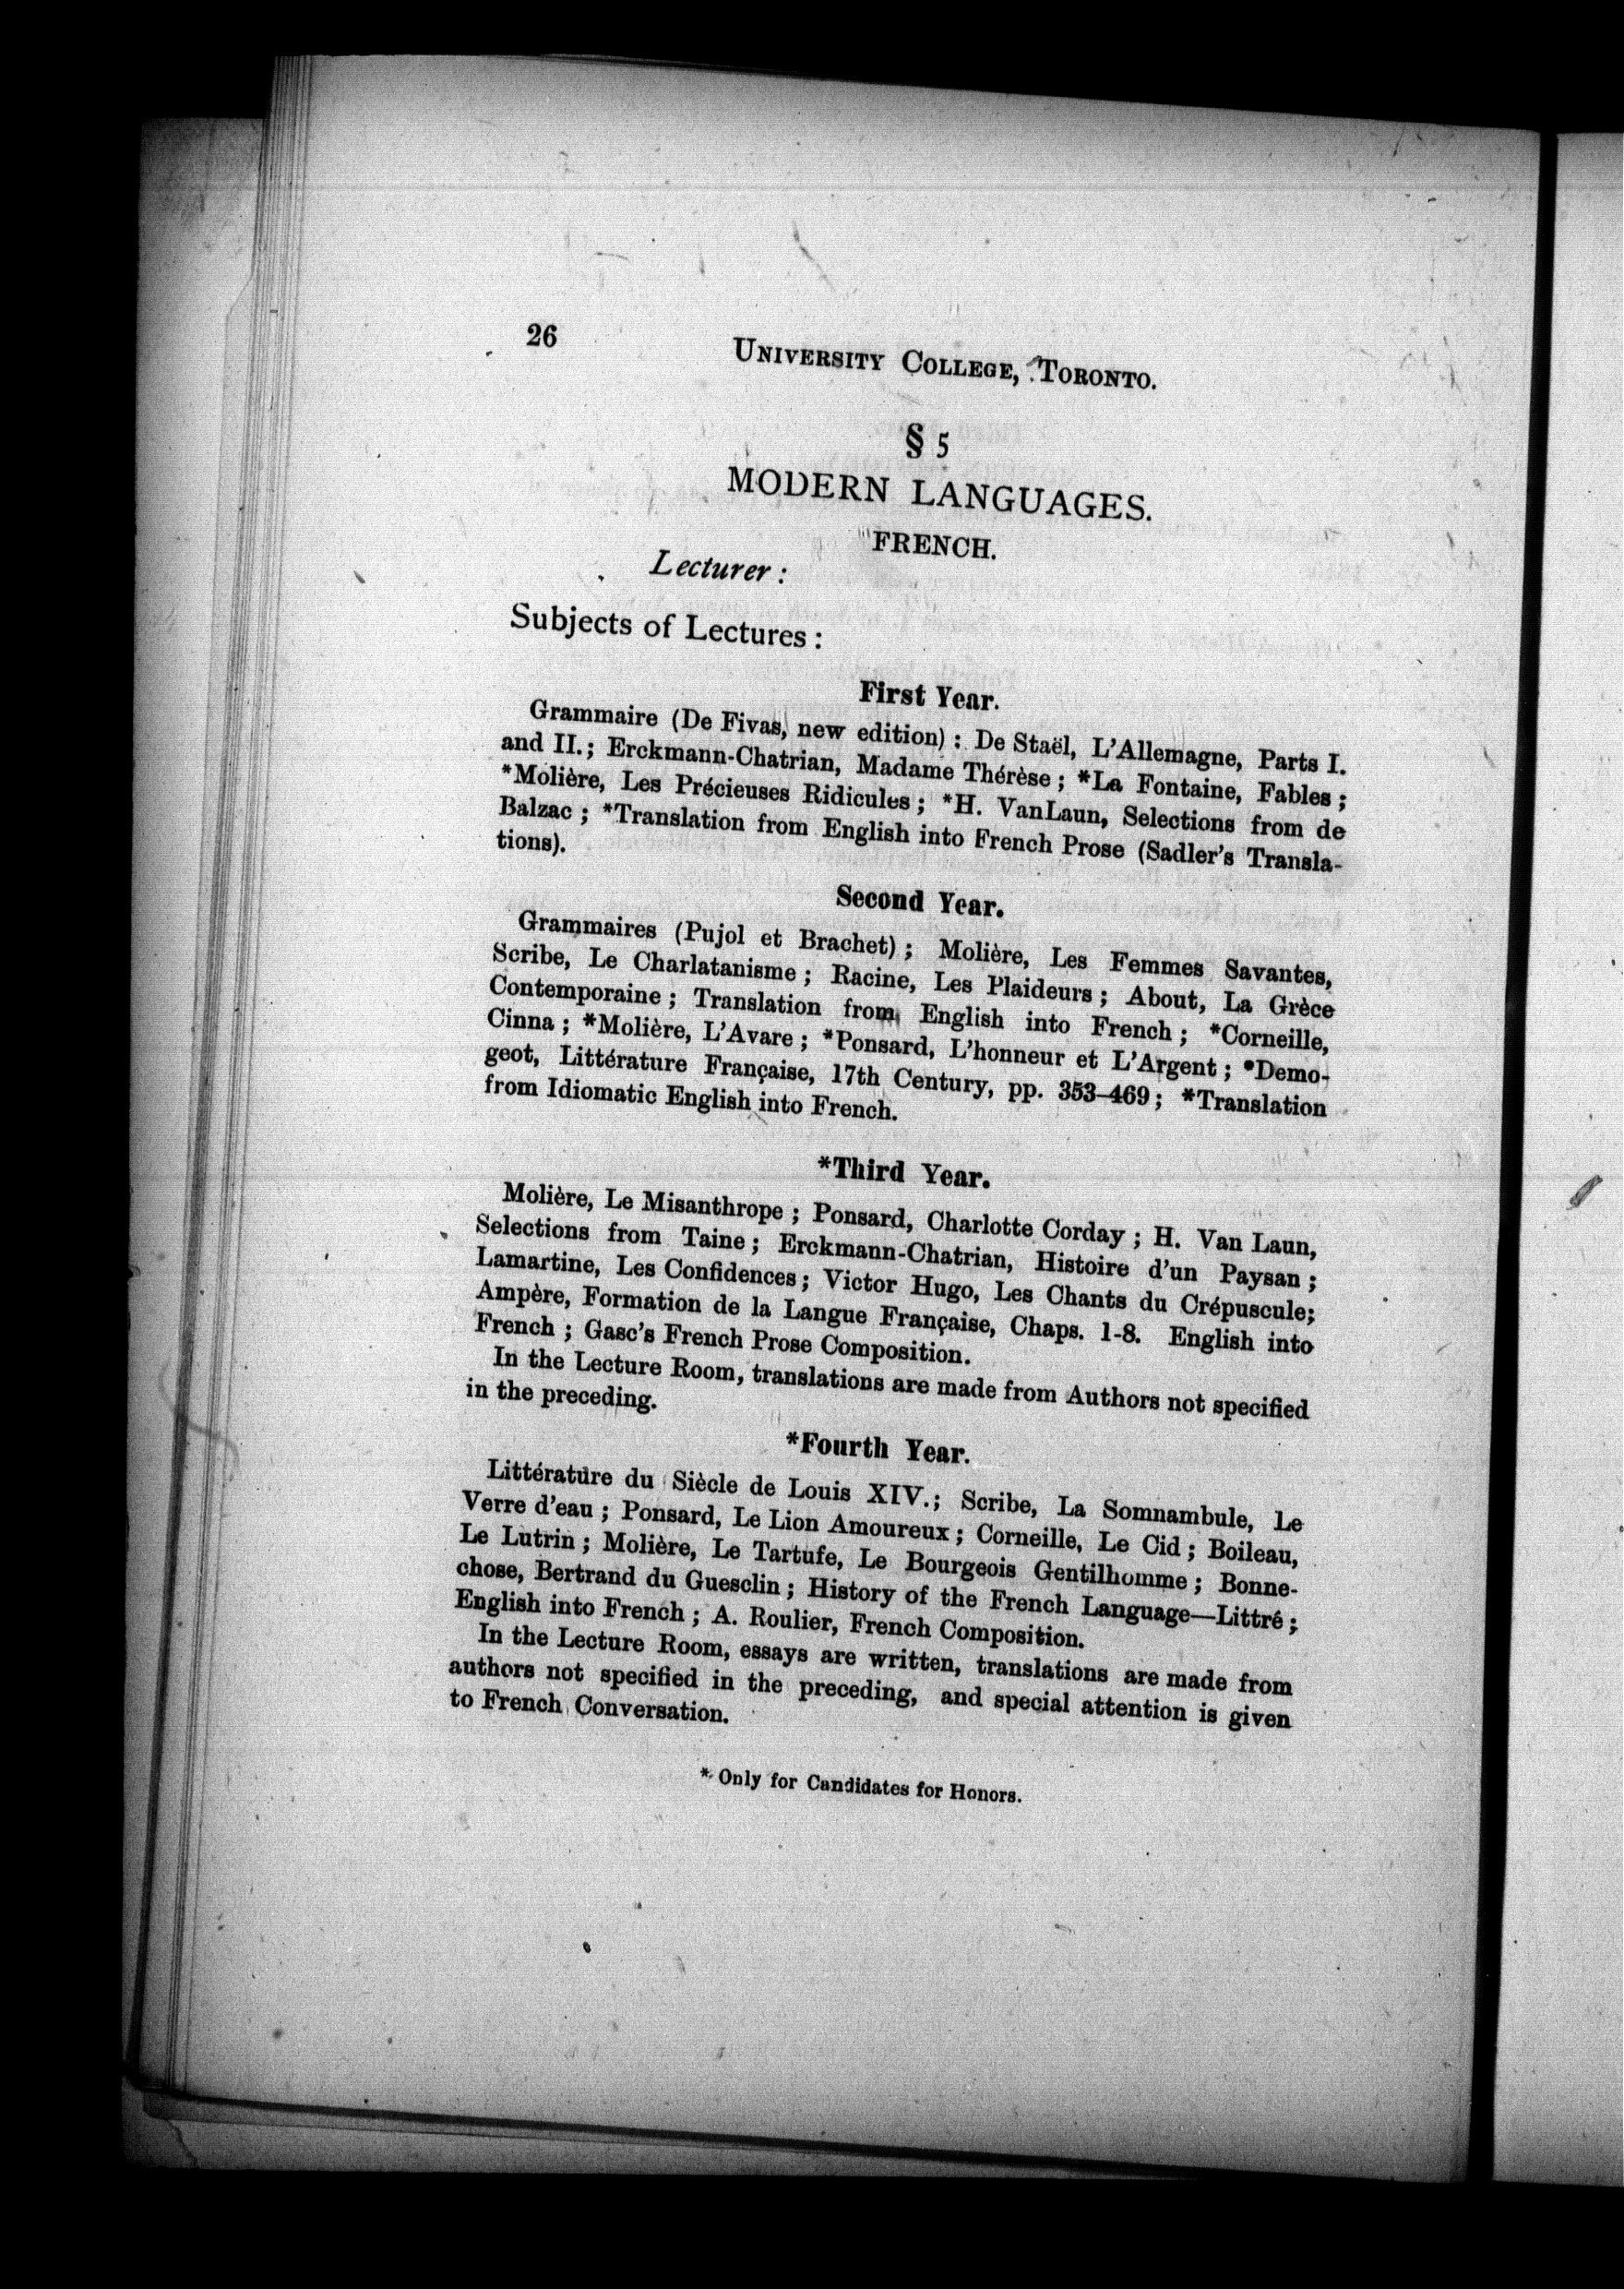 26
UNIVERSITY COLLEGE, TORONTO.
§ 5
MODERN LANGUAGES.
FRENCH.
Lecturer :
Subjects of Lectures :
First Year.
Grammaire (De Fivas, new edition) : De Staël, L'Allemagne, Parts I.
and II. ; Erckmann-Chatrian, Madame Thérèse ; *La Fontaine, Fables ;
*Molière, Les Précieuses Ridicules ; *H. VanLaun, Selections from de
Balzac ; *Translation from English into French Prose (Sadler's Transla-
tions).
Second Year.
Grammaires (Pujol et Brachet) ; Molière, Les Femmes Savantes,
Scribe, Le Charlatanisme ; Racine, Les Plaideurs ; About, La Grèce
Contemporaine ; Translation from English into French ; *Corneille,
Cinna ; *Molière, L'Avare ; *Ponsard, L'honneur et L'Argent ; *Demo-
geot, Littérature Française, 17th Century, pp. 353-469 ; *Translation
from Idiomatic English into French.
*Third Year.
Molière, Le Misanthrope ; Ponsard, Charlotte Corday ; H. Van Laun,
Selections from Taine ; Erckmann-Chatrian, Histoire d'un Paysan ;
Lamartine, Les Confidences ; Victor Hugo, Les Chants du Crépuscule;
Ampère, Formation de la Langue Française, Chaps. 1-8. English into
French ; Gasc's French Prose Composition.
In the Lecture Room, translations are made from Authors not specified
in the preceding.
*Fourth Year.
Littérature du Siècle de Louis XIV. ; Scribe, La Somnambule, Le
Verre d'eau ; Ponsard, Le Lion Amoureux ; Corneille, Le Cid ; Boileau,
Le Lutrin ; Molière, Le Tartufe, Le Bourgeois Gentilhomme ; Bonne-
chose, Bertrand du Guesclin ; History of the French Language—Littré ;
English into French ; A. Roulier, French Composition.
In the Lecture Room, essays are written, translations are made from
authors not specified in the preceding, and special attention is given
to French Conversation.
* Only for Candidates for Honors.